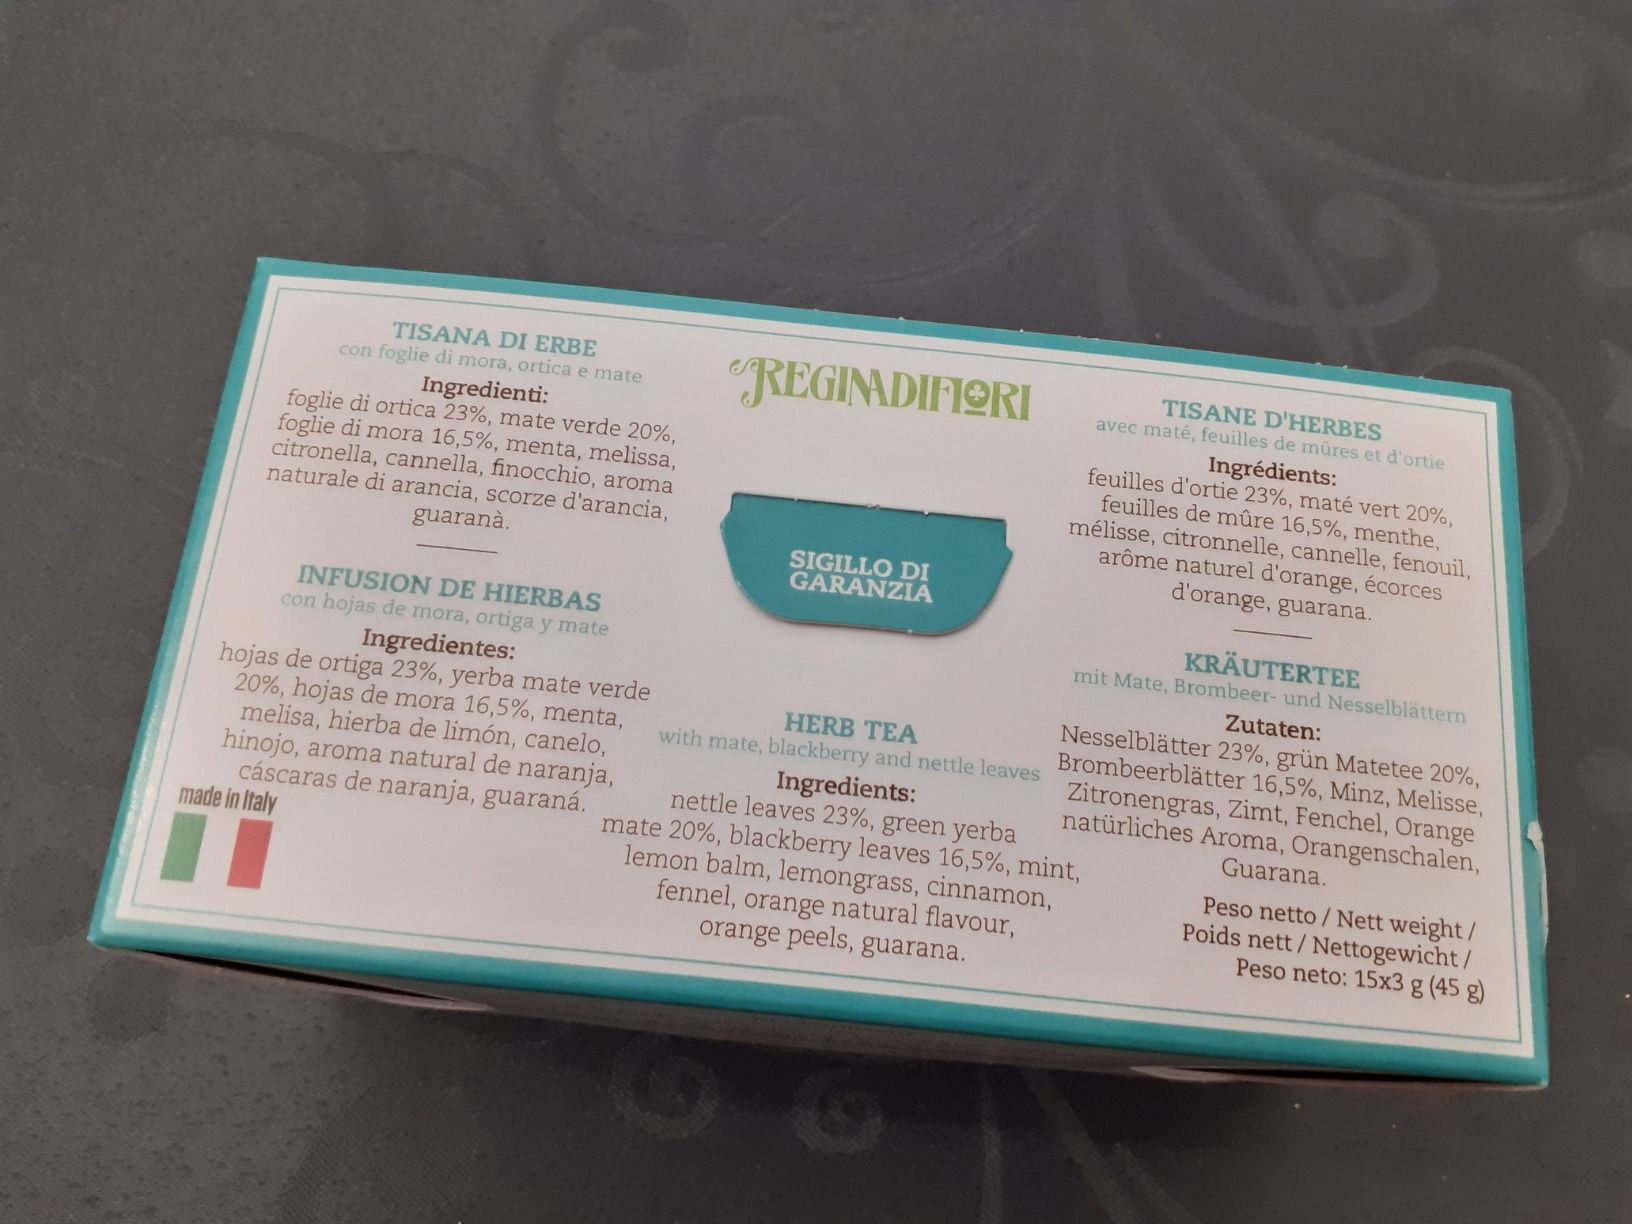 TISANA DI ERBE
con foglie di mora, ortica e mate
Ingredienti:
foglie di ortica 23%, mate verde 20%,
foglie di mora 16,5%, menta, melissa,
citronella, cannella, finocchio, aroma
naturale di arancia, scorze d'arancia,
guaranà.
INFUSION DE HIERBAS
con hojas de mora, ortiga y mate
Ingredientes:
hojas de ortiga 23%, yerba mate verde
20%, hojas de mora 16,5%, menta,
melisa, hierba de limón, canelo,
hinojo, aroma natural de naranja,
cáscaras de naranja, guaraná.
made in Italy
REGINADIFIORI
SIGILLO DI
GARANZIA
HERB TEA
with mate, blackberry and nettle leaves
Ingredients:
nettle leaves 23%, green yerba
mate 20%, blackberry leaves 16,5%, mint,
lemon balm, lemongrass, cinnamon,
fennel, orange natural flavour,
orange peels, guarana.
TISANE D'HERBES
avec maté, feuilles de mûres et d'ortie
Ingrédients:
feuilles d'ortie 23%, maté vert 20%,
feuilles de mûre 16,5%, menthe,
mélisse, citronnelle, cannelle, fenouil,
arôme naturel d'orange, écorces
d'orange, guarana.
KRÄUTERTEE
mit Mate, Brombeer- und Nesselblättern
Zutaten:
Nesselblätter 23%, grün Matetee 20%,
Brombeerblätter 16,5%, Minz, Melisse,
Zitronengras, Zimt, Fenchel, Orange
natürliches Aroma, Orangenschalen,
Guarana.
Peso netto / Nett weight /
Poids nett / Nettogewicht /
Peso neto: 15x3 g (45 g)